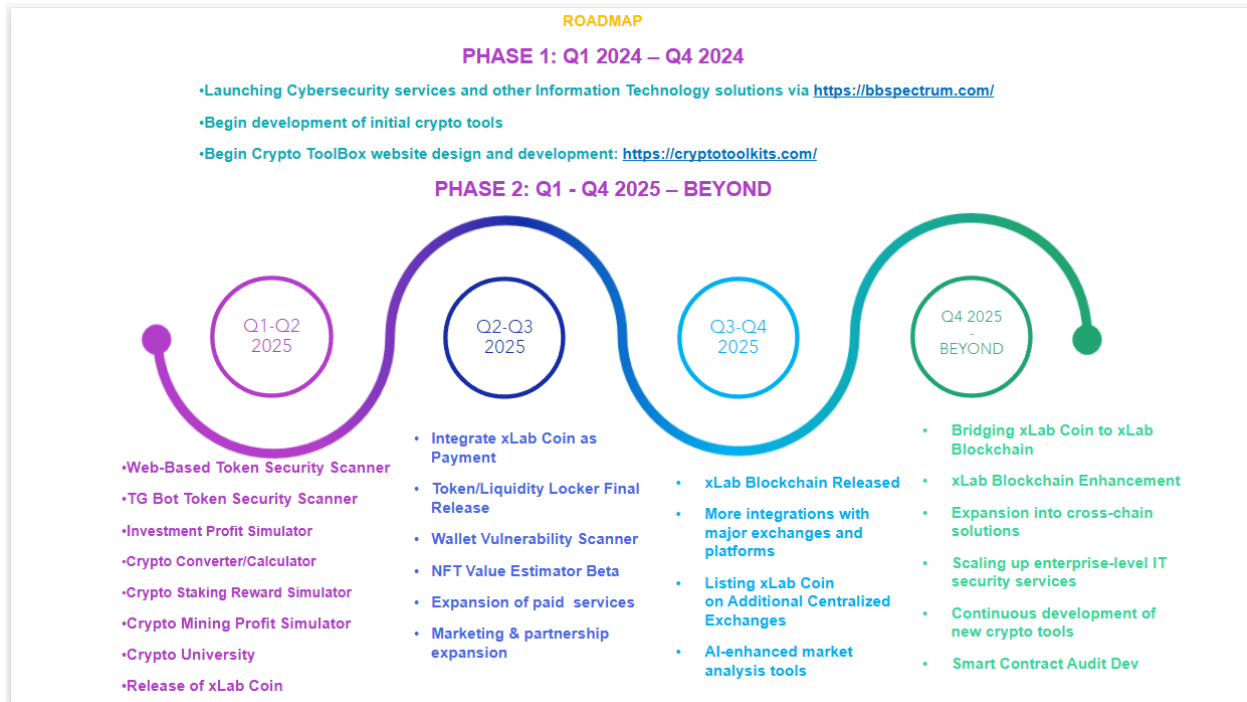 ROADMAP
PHASE 1: Q1 2024 – Q4 2024
•Launching Cybersecurity services and other Information Technology solutions via https://bbspectrum.com/
•Begin development of initial crypto tools
•Begin Crypto ToolBox website design and development: https://cryptotoolkits.com/
PHASE 2: Q1 - Q4 2025 – BEYOND
Q1-Q2
2025
•Web-Based Token Security Scanner
•TG Bot Token Security Scanner
•Investment Profit Simulator
•Crypto Converter/Calculator
•Crypto Staking Reward Simulator
•Crypto Mining Profit Simulator
•Crypto University
•Release of xLab Coin
Q2-Q3
2025
• Integrate xLab Coin as
Payment
• Token/Liquidity Locker Final
Release
• Wallet Vulnerability Scanner
• NFT Value Estimator Beta
• Expansion of paid services
• Marketing & partnership
expansion
Q3-Q4
2025
• xLab Blockchain Released
• More integrations with
major exchanges and
platforms
• Listing xLab Coin
on Additional Centralized
Exchanges
• AI-enhanced market
analysis tools
Q4 2025
-
BEYOND
• Bridging xLab Coin to xLab
Blockchain
• xLab Blockchain Enhancement
• Expansion into cross-chain
solutions
• Scaling up enterprise-level IT
security services
• Continuous development of
new crypto tools
• Smart Contract Audit Dev